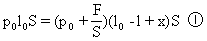 p₀l₀S = (p₀ + F/S)(l₀ -l + x)S ①